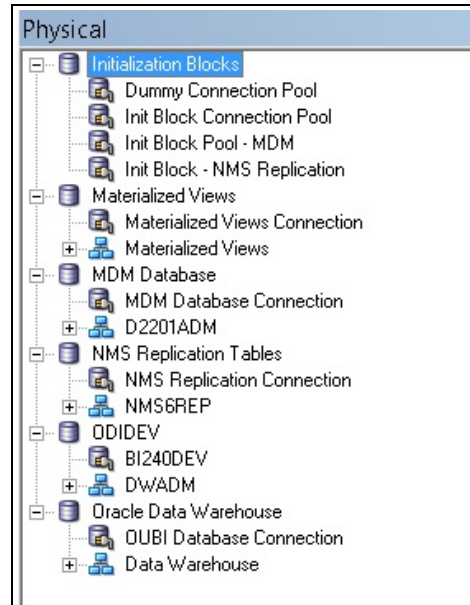 Physical
Initialization Blocks
Dummy Connection Pool
Init Block Connection Pool
Init Block Pool - MDM
Init Block - NMS Replication
Materialized Views
Materialized Views Connection
Materialized Views
MDM Database
MDM Database Connection
D2201ADM
NMS Replication Tables
NMS Replication Connection
NMS6REP
ODIDEV
BI240DEV
DWADM
Oracle Data Warehouse
OUBI Database Connection
Data Warehouse